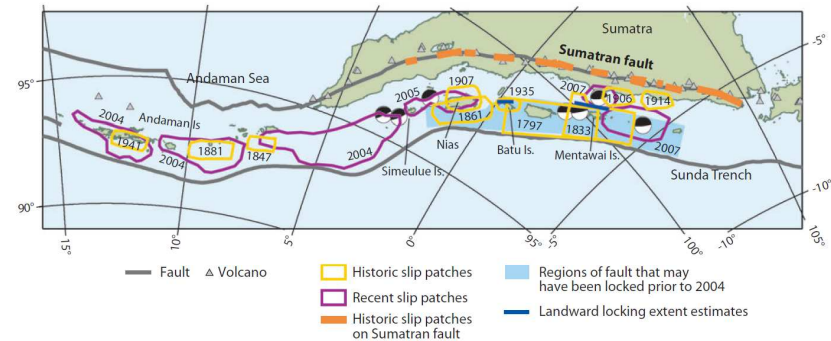 Sumatra
-5°
Sumatran fault
Andaman Sea
95°
2007
1907
1935
2005
1906
1914
2004
Andaman Is
1861
1941
1797
1833
1881
2004
1847
2004
Nias
Batu Is.
Mentawai Is.
2007
Simeulue Is.
Sunda Trench
-10°
90°
15°
10°
5°
0°
95°
-5°
100°
-10°
105°
Fault
Volcano
Historic slip patches
Recent slip patches
Historic slip patches
on Sumatran fault
Regions of fault that may
have been locked prior to 2004
Landward locking extent estimates